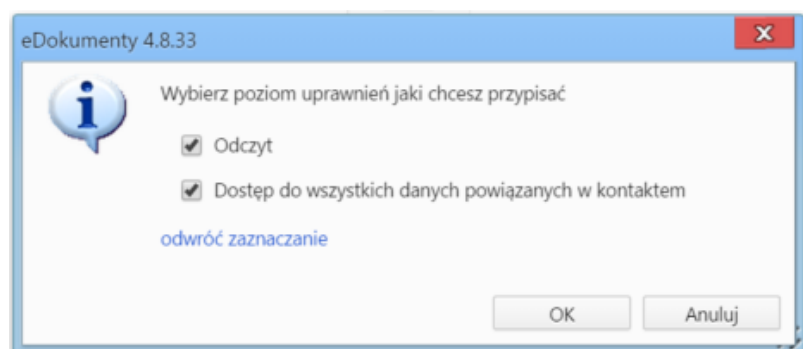 eDokumenty 4.8.33
Wybierz poziom uprawnień jaki chcesz przypisać
Odczyt
Dostęp do wszystkich danych powiązanych w kontaktem
odwróć zaznaczanie
OK Anuluj